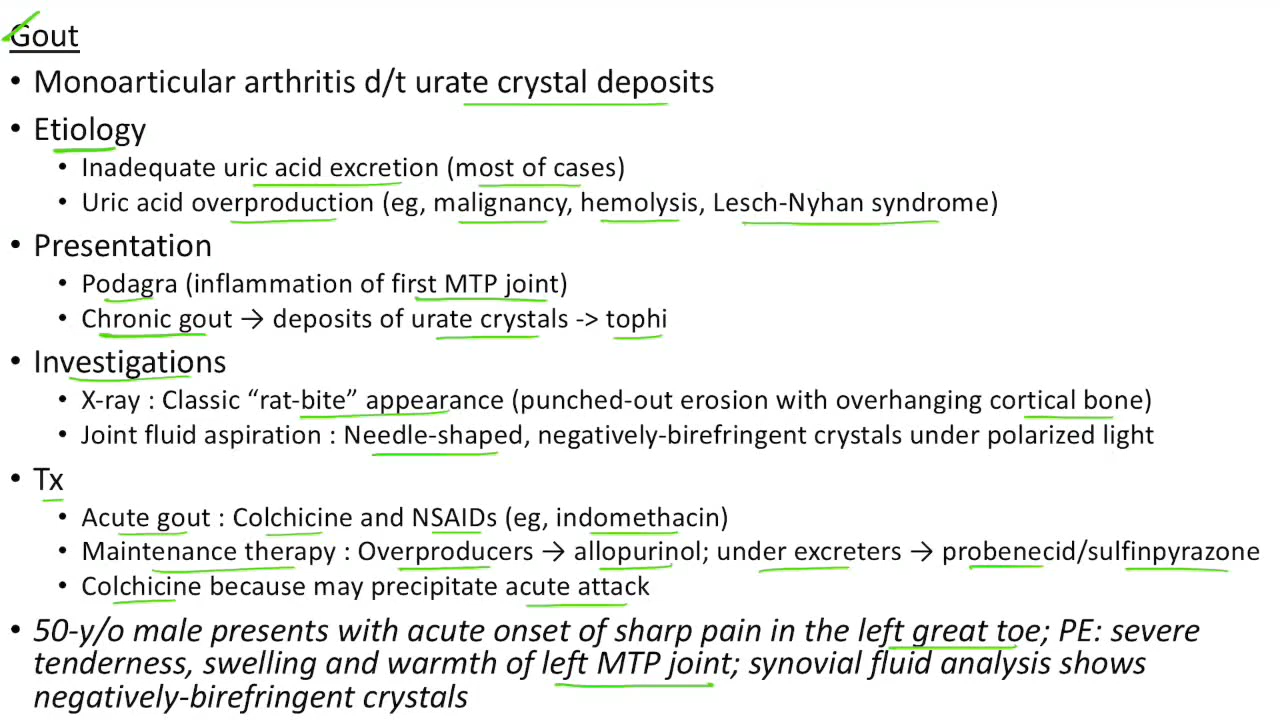 Gout
• Monoarticular arthritis d/t urate crystal deposits
• Etiology
• Inadequate uric acid excretion (most of cases)
• Uric acid overproduction (eg, malignancy, hemolysis, Lesch-Nyhan syndrome)
• Presentation
• Podagra (inflammation of first MTP joint)
• Chronic gout → deposits of urate crystals -> tophi
• Investigations
• X-ray : Classic “rat-bite” appearance (punched-out erosion with overhanging cortical bone)
• Joint fluid aspiration : Needle-shaped, negatively-birefringent crystals under polarized light
• Tx
• Acute gout : Colchicine and NSAIDs (eg, indomethacin)
• Maintenance therapy : Overproducers → allopurinol; under excreters → probenecid/sulfinpyrazone
• Colchicine because may precipitate acute attack
• 50-y/o male presents with acute onset of sharp pain in the left great toe; PE: severe
tenderness, swelling and warmth of left MTP joint; synovial fluid analysis shows
negatively-birefringent crystals